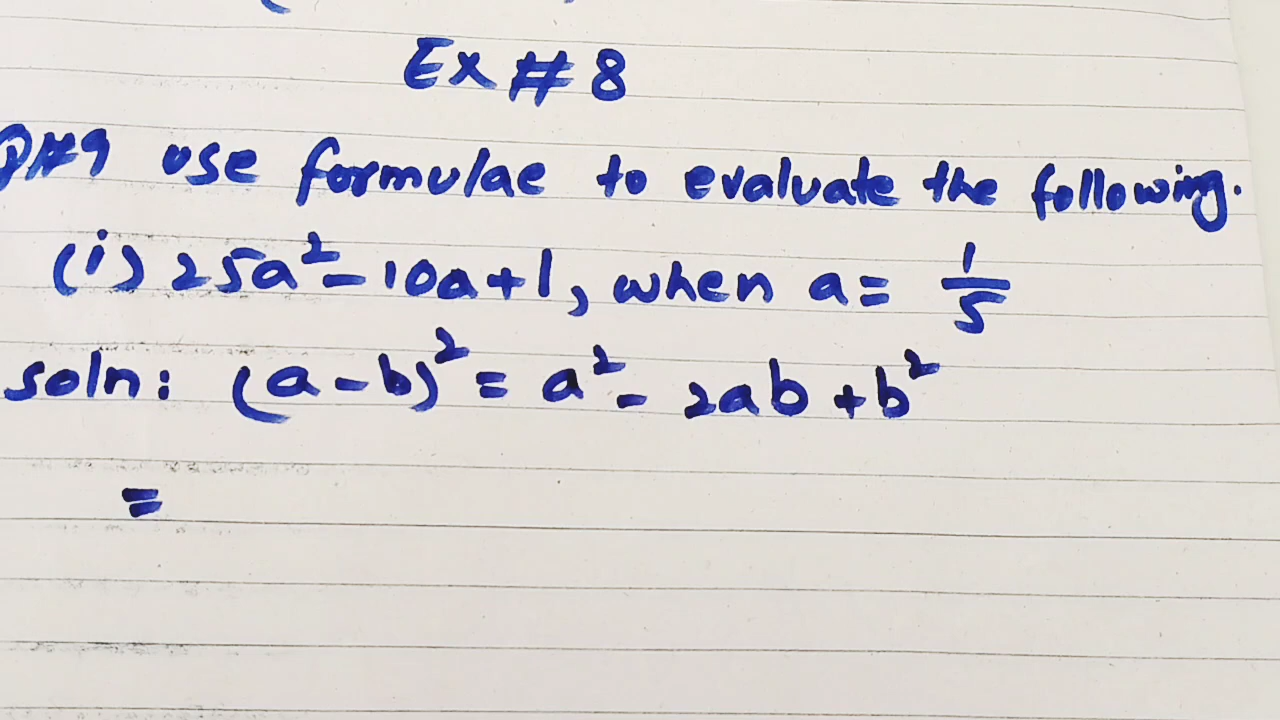 Ex # 8
Q#9 use formulae to evaluate the following.
(i) 25a²-10a+1, when a= 1/5
soln: (a-b)² = a²- 2ab +b²
=